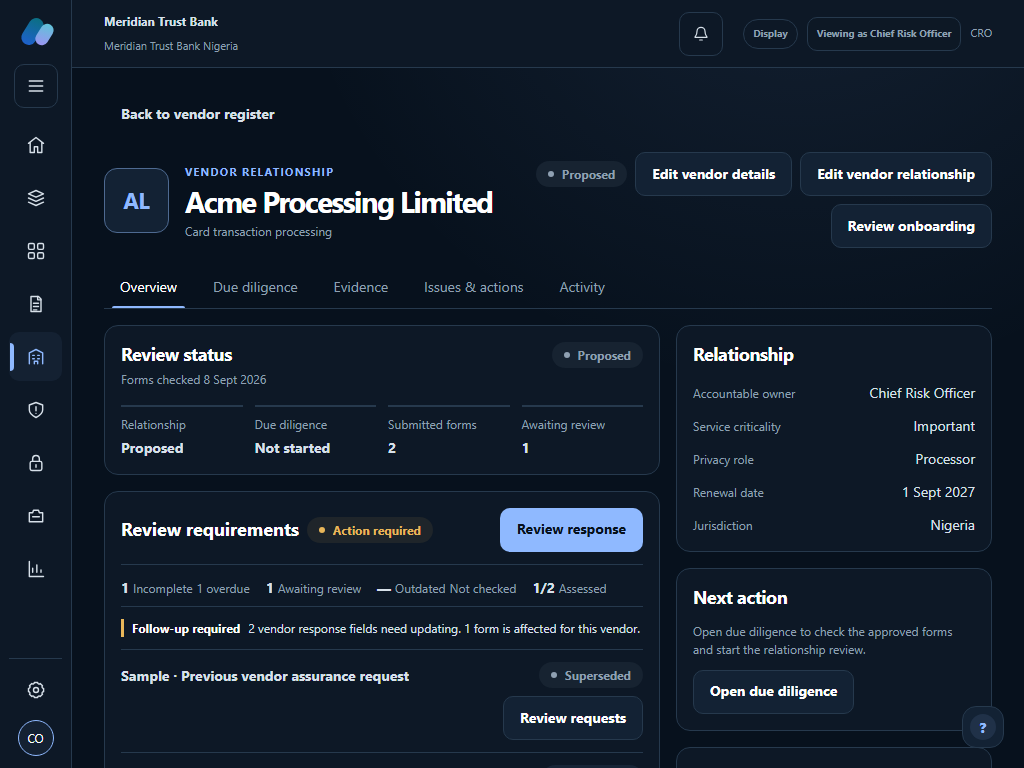 Meridian Trust Bank
Meridian Trust Bank Nigeria
Display
Viewing as Chief Risk Officer
CRO
Back to vendor register
AL
VENDOR RELATIONSHIP
Acme Processing Limited
Card transaction processing
Proposed
Edit vendor details
Edit vendor relationship
Review onboarding
Overview
Due diligence
Evidence
Issues & actions
Activity
Review status
Proposed
Forms checked 8 Sept 2026
Relationship
Proposed
Due diligence
Not started
Submitted forms
2
Awaiting review
1
Review requirements
Action required
Review response
1 Incomplete 1 overdue
1 Awaiting review
— Outdated Not checked
1/2 Assessed
Follow-up required 2 vendor response fields need updating. 1 form is affected for this vendor.
Sample · Previous vendor assurance request
Superseded
Review requests
Relationship
Accountable owner Chief Risk Officer
Service criticality Important
Privacy role Processor
Renewal date 1 Sept 2027
Jurisdiction Nigeria
Next action
Open due diligence to check the approved forms
and start the relationship review.
Open due diligence
?
CO